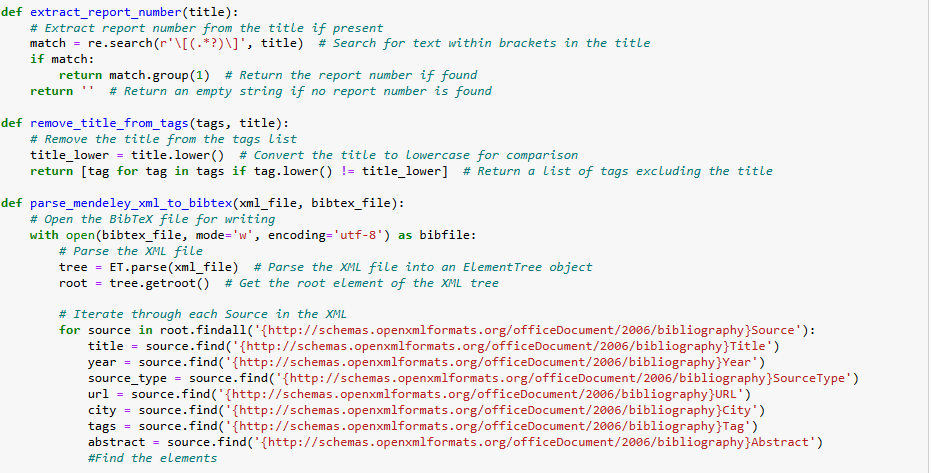 def extract_report_number(title):
    # Extract report number from the title if present
    match = re.search(r'\[(.*?)\]', title)  # Search for text within brackets in the title
    if match:
        return match.group(1)  # Return the report number if found
    return ''  # Return an empty string if no report number is found

def remove_title_from_tags(tags, title):
    # Remove the title from the tags list
    title_lower = title.lower()  # Convert the title to lowercase for comparison
    return [tag for tag in tags if tag.lower() != title_lower]  # Return a list of tags excluding the title

def parse_mendeley_xml_to_bibtex(xml_file, bibtex_file):
    # Open the BibTeX file for writing
    with open(bibtex_file, mode='w', encoding='utf-8') as bibfile:
        # Parse the XML file
        tree = ET.parse(xml_file)  # Parse the XML file into an ElementTree object
        root = tree.getroot()  # Get the root element of the XML tree

        # Iterate through each Source in the XML
        for source in root.findall('{http://schemas.openxmlformats.org/officeDocument/2006/bibliography}Source'):
            title = source.find('{http://schemas.openxmlformats.org/officeDocument/2006/bibliography}Title')
            year = source.find('{http://schemas.openxmlformats.org/officeDocument/2006/bibliography}Year')
            source_type = source.find('{http://schemas.openxmlformats.org/officeDocument/2006/bibliography}SourceType')
            url = source.find('{http://schemas.openxmlformats.org/officeDocument/2006/bibliography}URL')
            city = source.find('{http://schemas.openxmlformats.org/officeDocument/2006/bibliography}City')
            tags = source.find('{http://schemas.openxmlformats.org/officeDocument/2006/bibliography}Tag')
            abstract = source.find('{http://schemas.openxmlformats.org/officeDocument/2006/bibliography}Abstract')
            #Find the elements